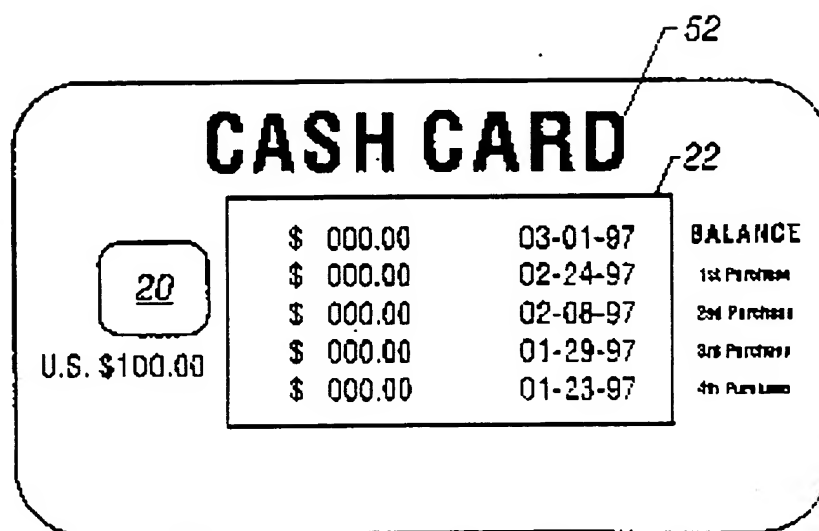 52
CASH CARD
22
$ 000.00 03-01-97 BALANCE
$ 000.00 02-24-97 1st Purchase
20 $ 000.00 02-08-97 2nd Purchase
$ 000.00 01-29-97 3rd Purchase
U.S. $100.00
$ 000.00 01-23-97 4th